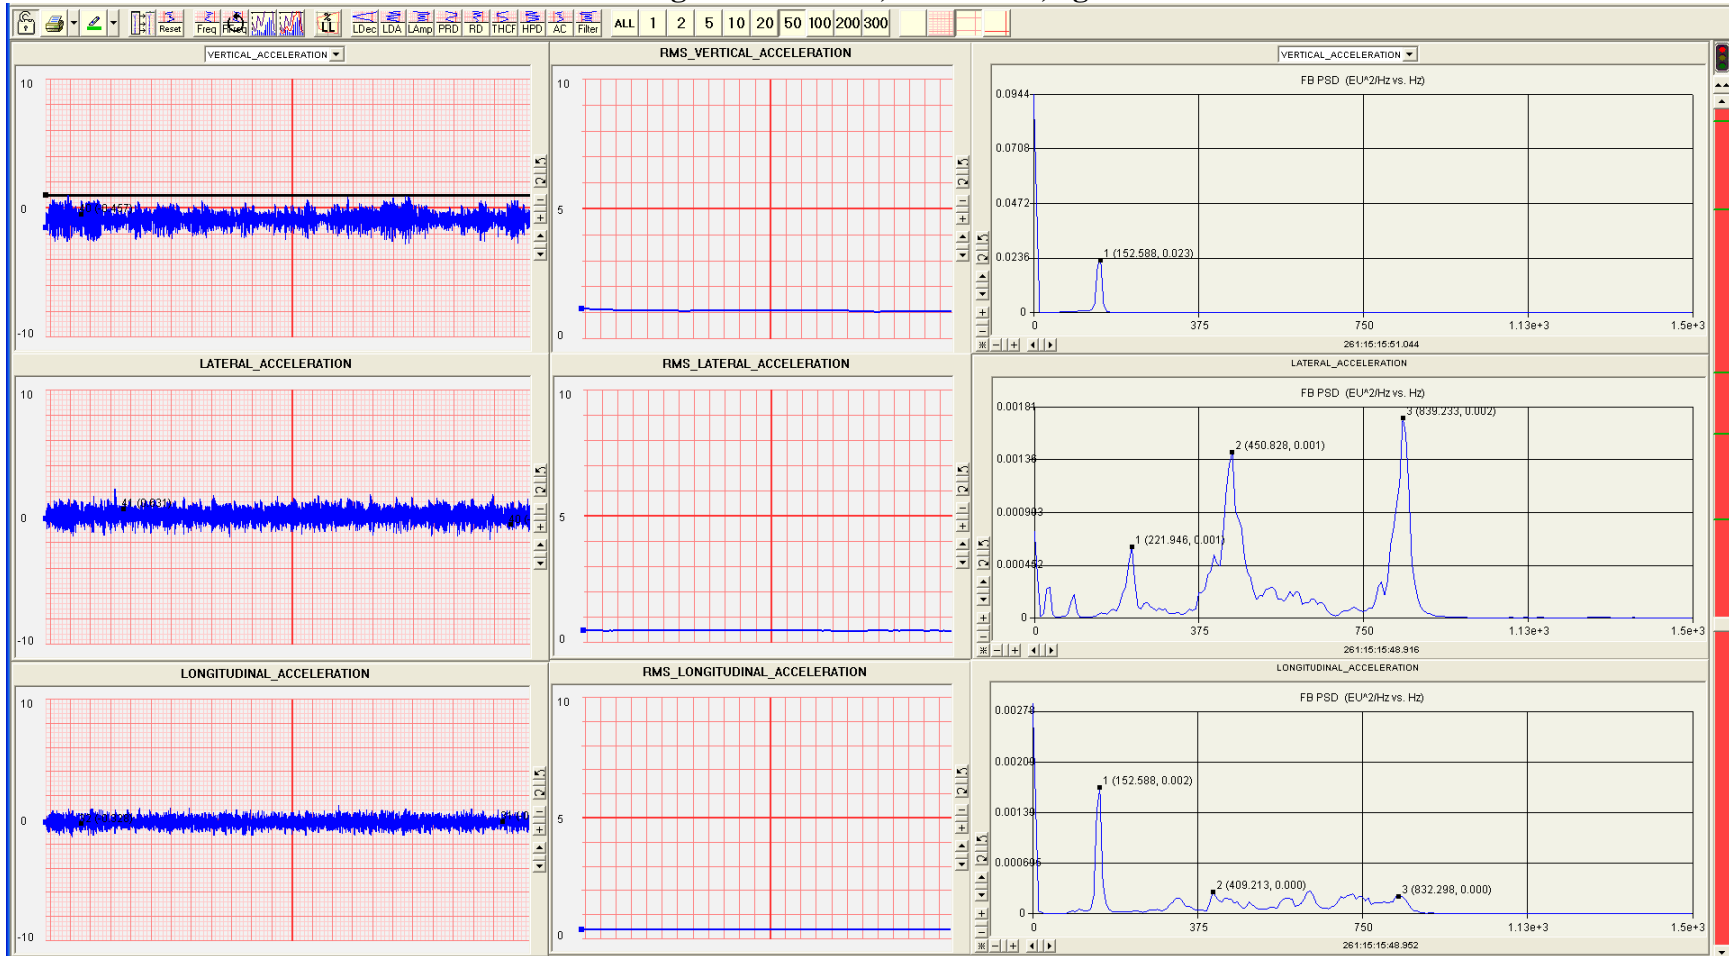 Reset Freq LL LDec LDA LAmp PRD RD THCF HPD AC Filter ALL 1 2 5 10 20 50 100 200 300
VERTICAL_ACCELERATION
10
0
-10
RMS_VERTICAL_ACCELERATION
10
5
0
VERTICAL_ACCELERATION
FB PSD (EU^2/Hz vs. Hz)
0.0944
0.0708
0.0472
0.0236
0
1 (152.588, 0.023)
0 375 750 1.13e+3 1.5e+3
261:15:15:51.044
LATERAL_ACCELERATION
10
0
-10
RMS_LATERAL_ACCELERATION
10
5
0
LATERAL_ACCELERATION
FB PSD (EU^2/Hz vs. Hz)
0.00181
0.00136
0.000903
0.000452
0
1 (221.946, 0.001)
2 (450.828, 0.001)
3 (839.233, 0.002)
0 375 750 1.13e+3 1.5e+3
261:15:15:48.916
LONGITUDINAL_ACCELERATION
10
0
-10
RMS_LONGITUDINAL_ACCELERATION
10
5
0
LONGITUDINAL_ACCELERATION
FB PSD (EU^2/Hz vs. Hz)
0.00278
0.00209
0.00139
0.000695
0
1 (152.588, 0.002)
2 (409.213, 0.000)
3 (832.298, 0.000)
0 375 750 1.13e+3 1.5e+3
261:15:15:48.952